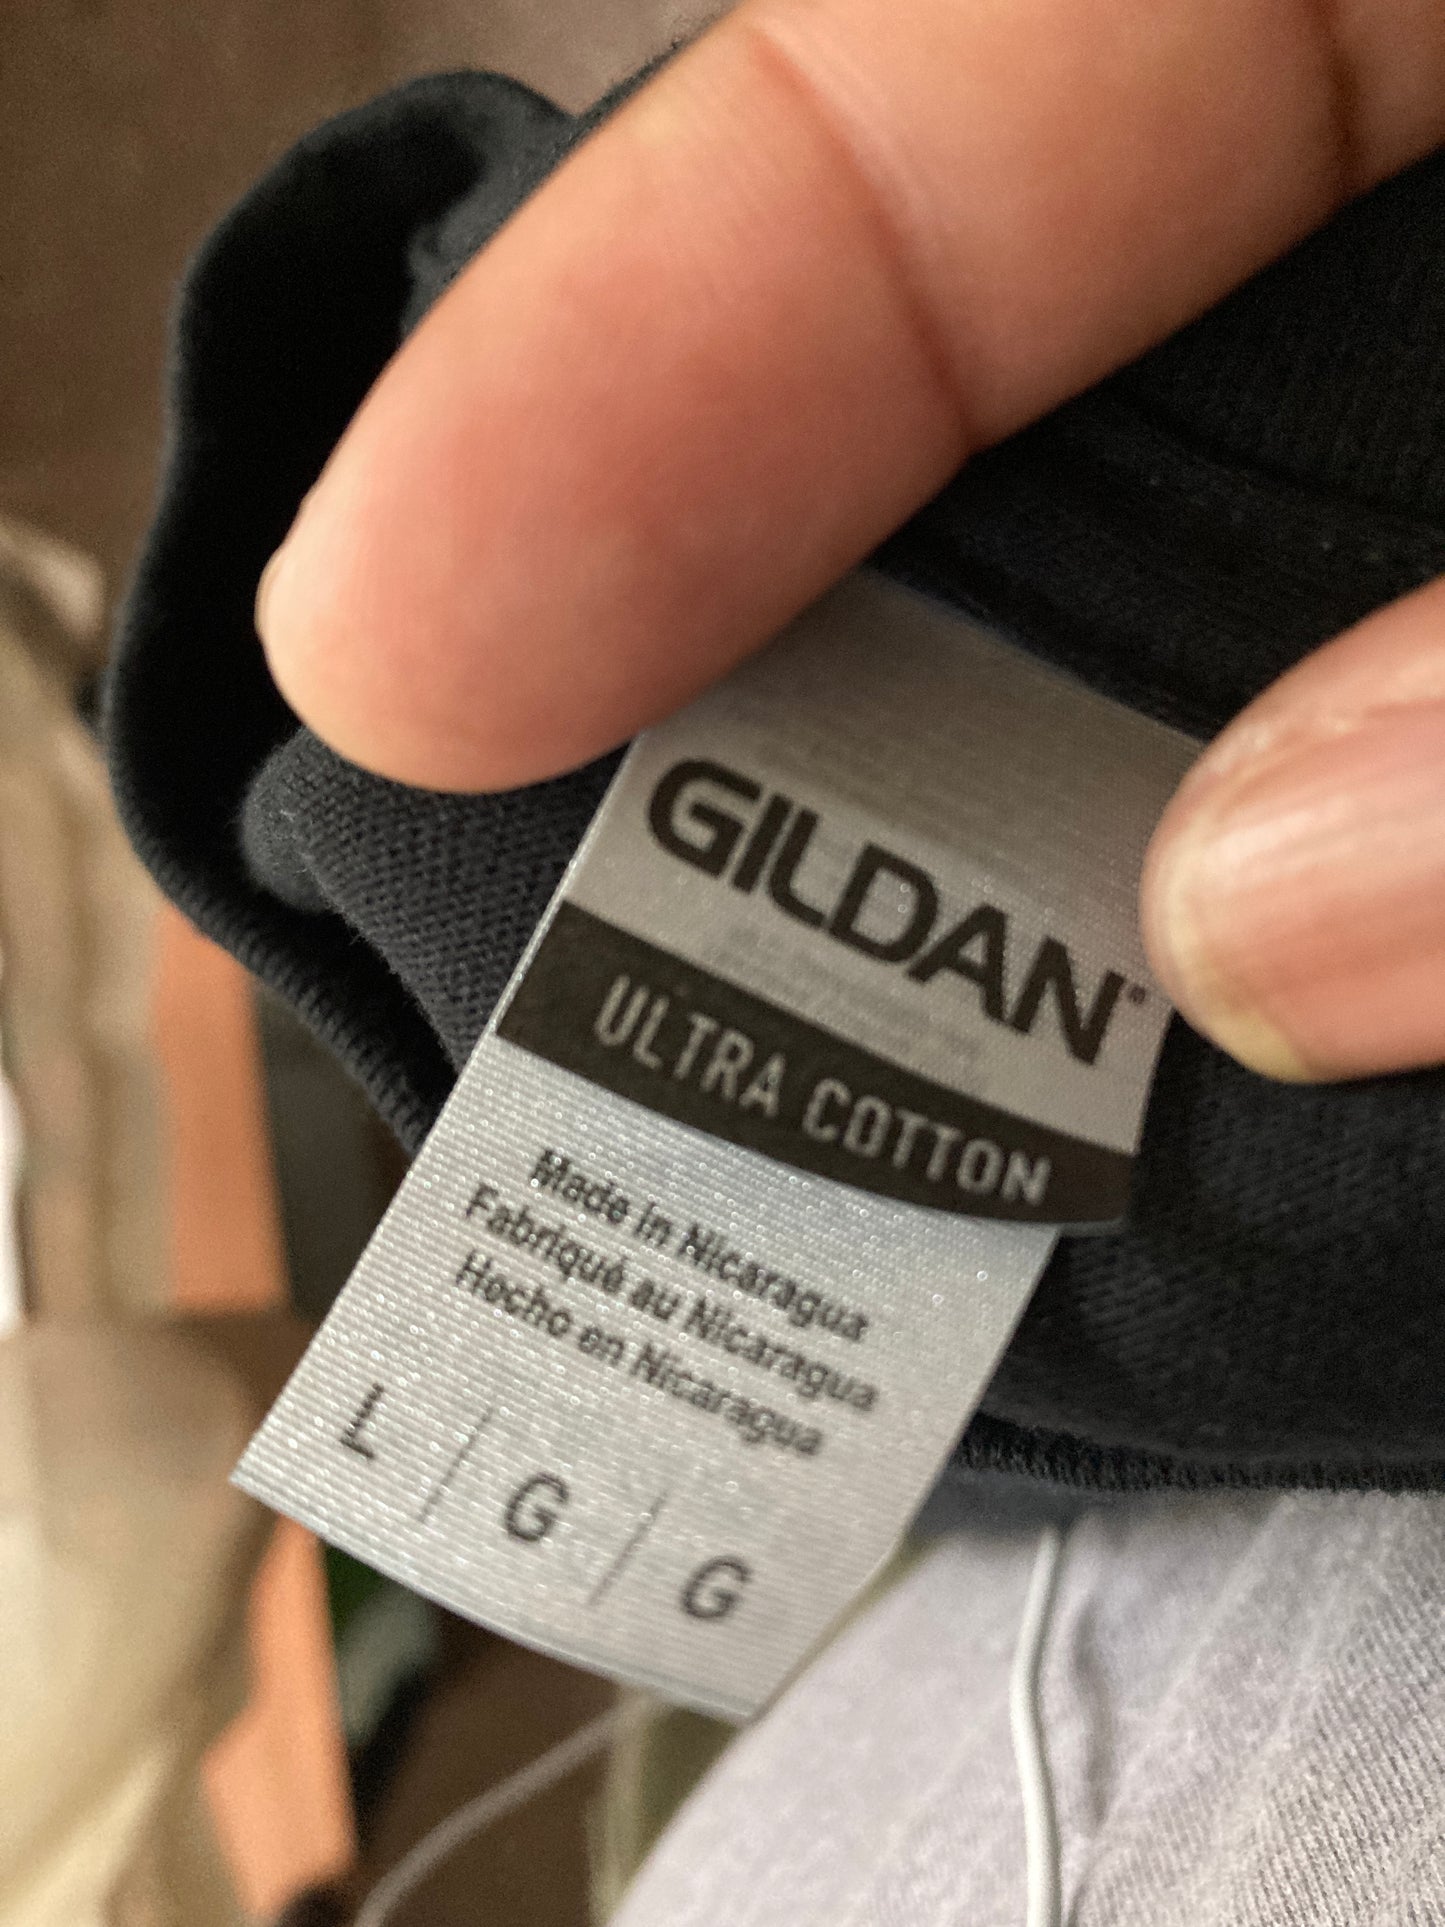 GILDAN®
ULTRA COTTON
Made in Nicaragua
Fabriqué au Nicaragua
Hecho en Nicaragua
L / G / G